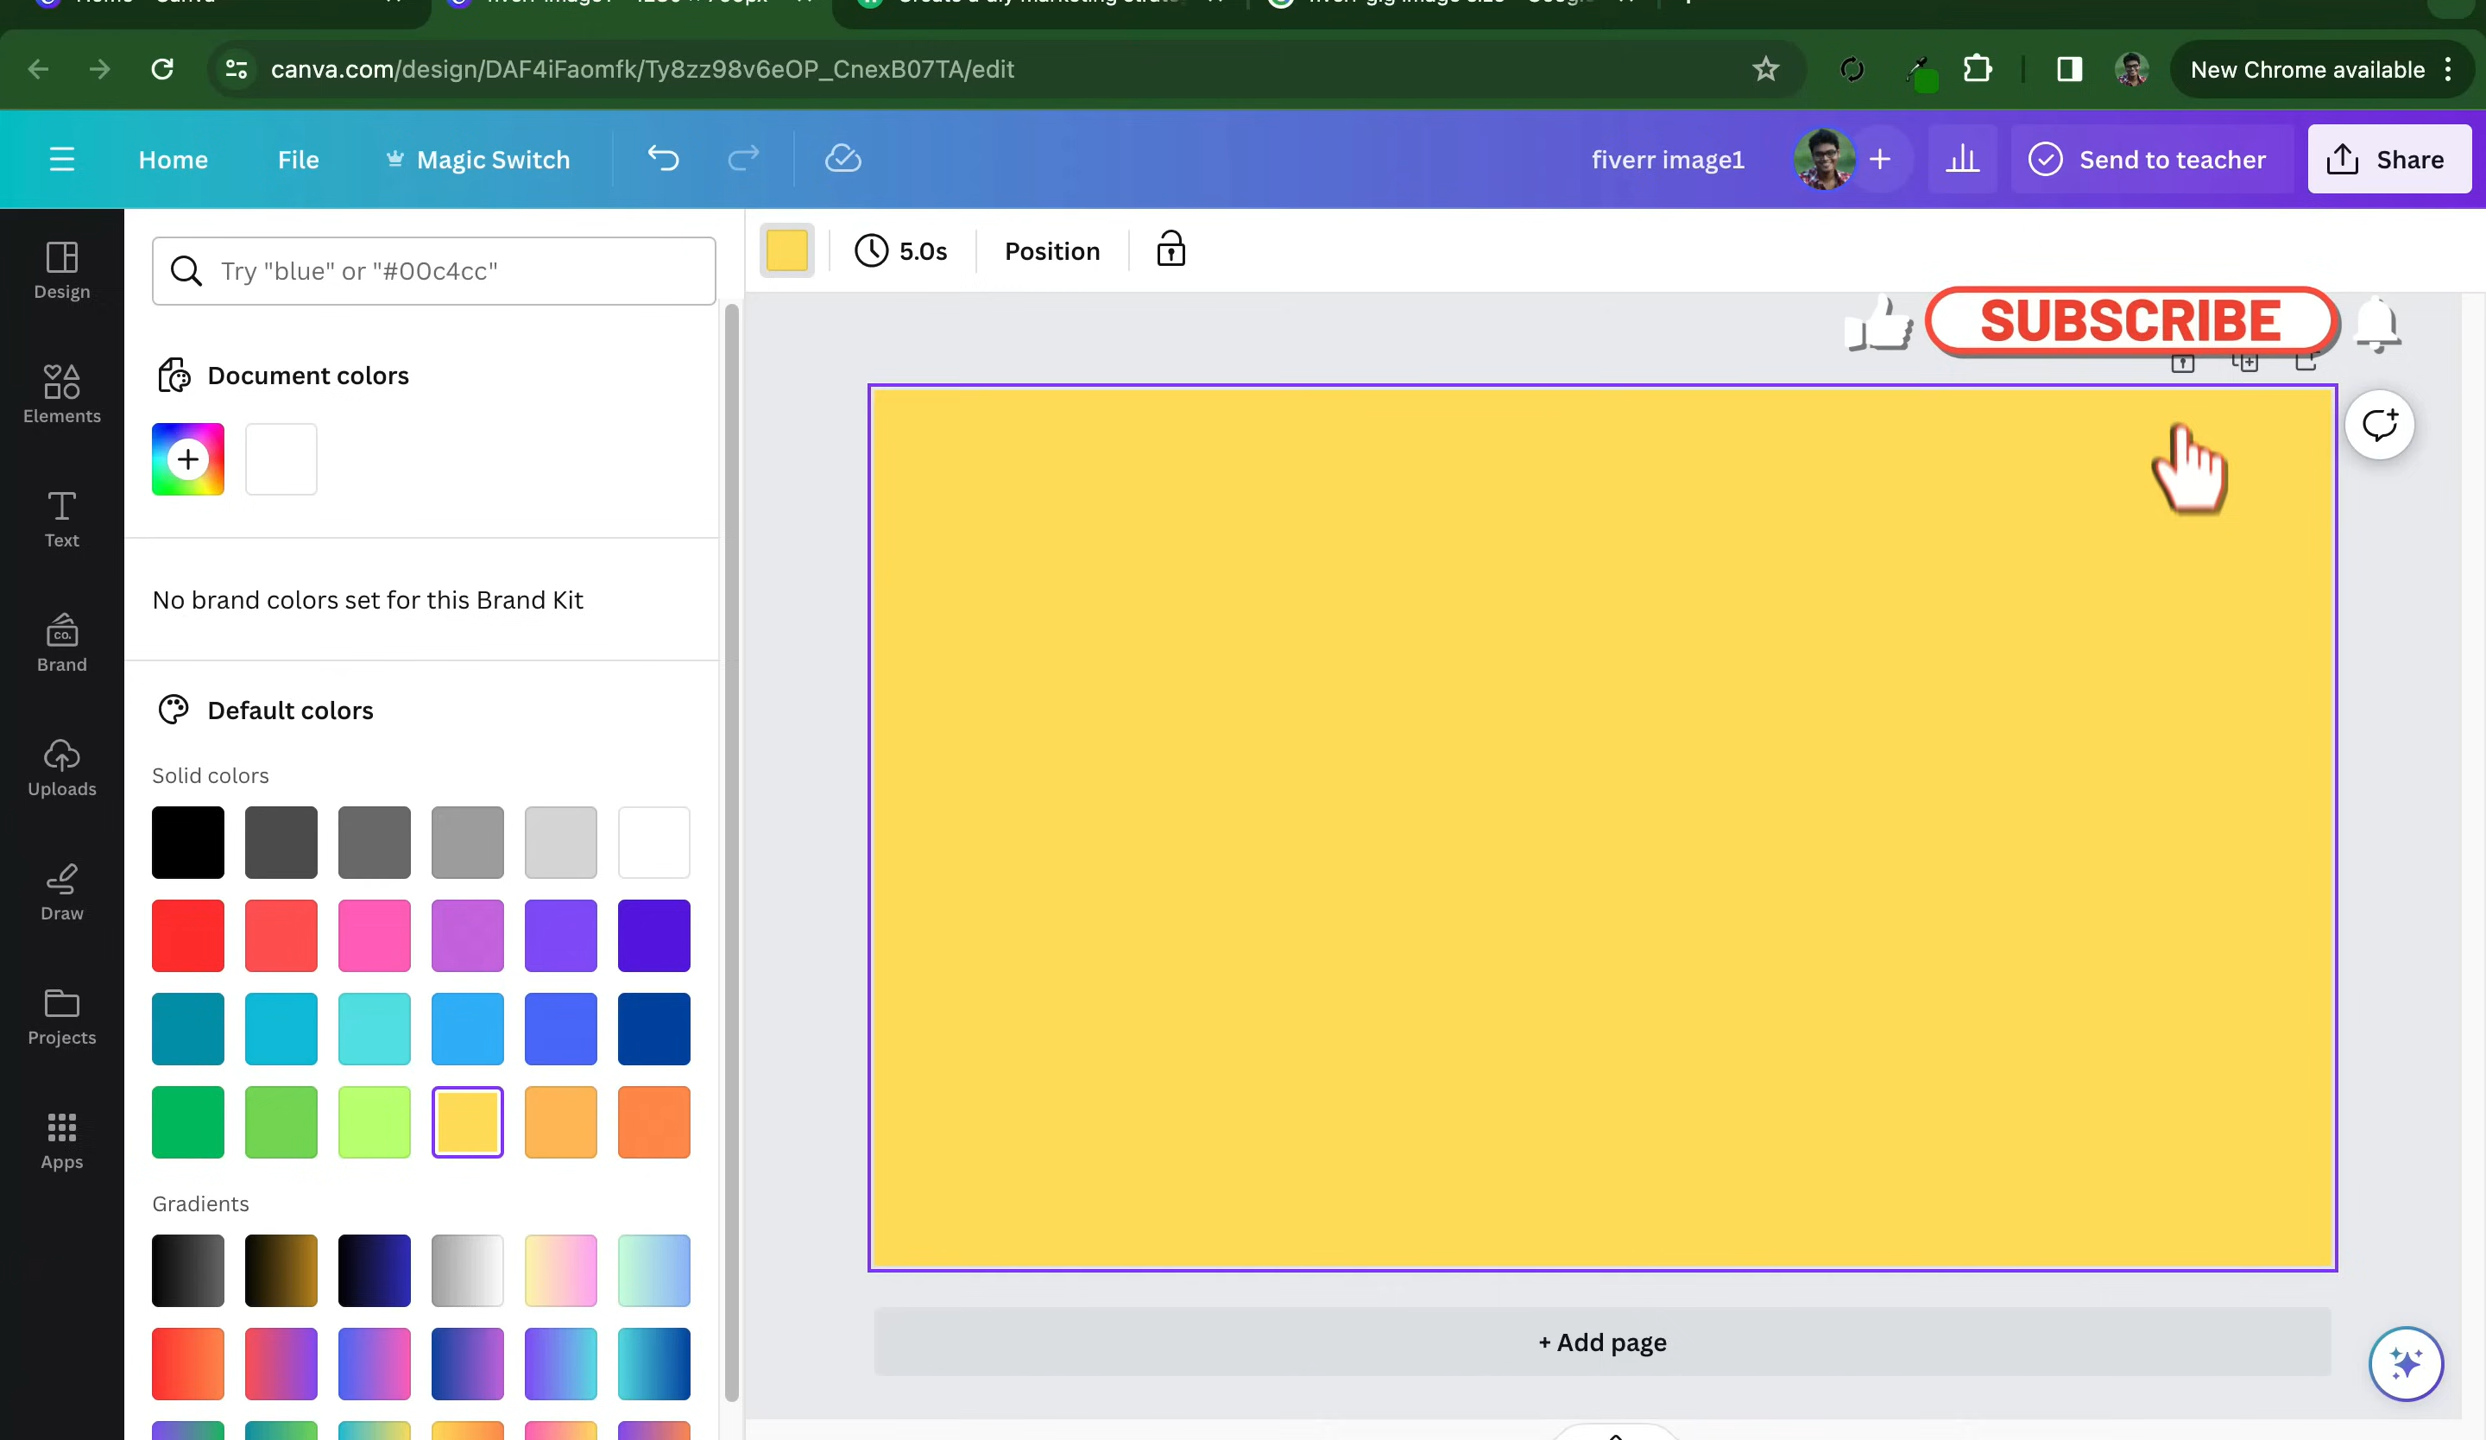 canva.com/design/DAF4iFaomfk/Ty8zz98v6eOP_CnexB07TA/edit
New Chrome available
Home
File
Magic Switch
fiverr image1
Send to teacher
Share
Design
Elements
Text
Brand
CO.
Uploads
Draw
Projects
Apps
Try "blue" or "#00c4cc"
Document colors
No brand colors set for this Brand Kit
Default colors
Solid colors
Gradients
5.0s
Position
SUBSCRIBE
+ Add page